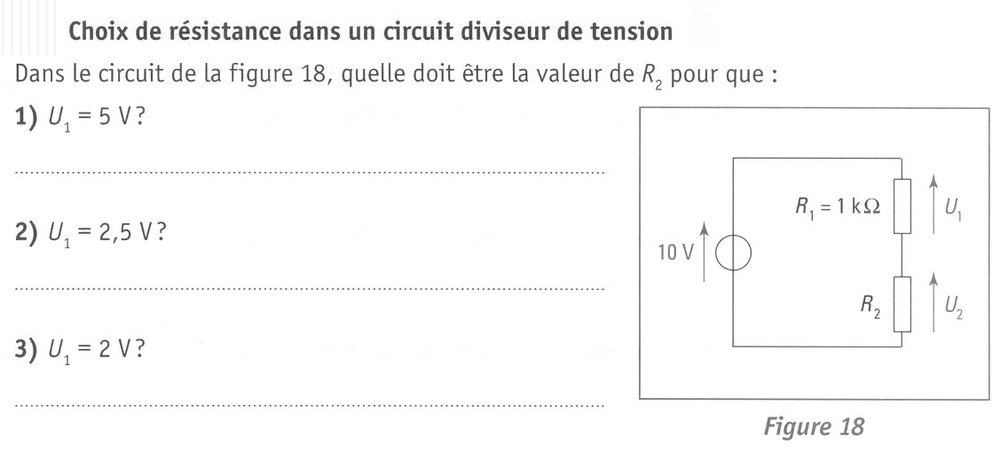 Choix de résistance dans un circuit diviseur de tension
Dans le circuit de la figure 18, quelle doit être la valeur de R₂ pour que :
1) U₁ = 5 V?
2) U₁ = 2,5 V?
3) U₁ = 2 V?
R₁ = 1 kΩ
U₁
10 V
R₂
U₂
Figure 18